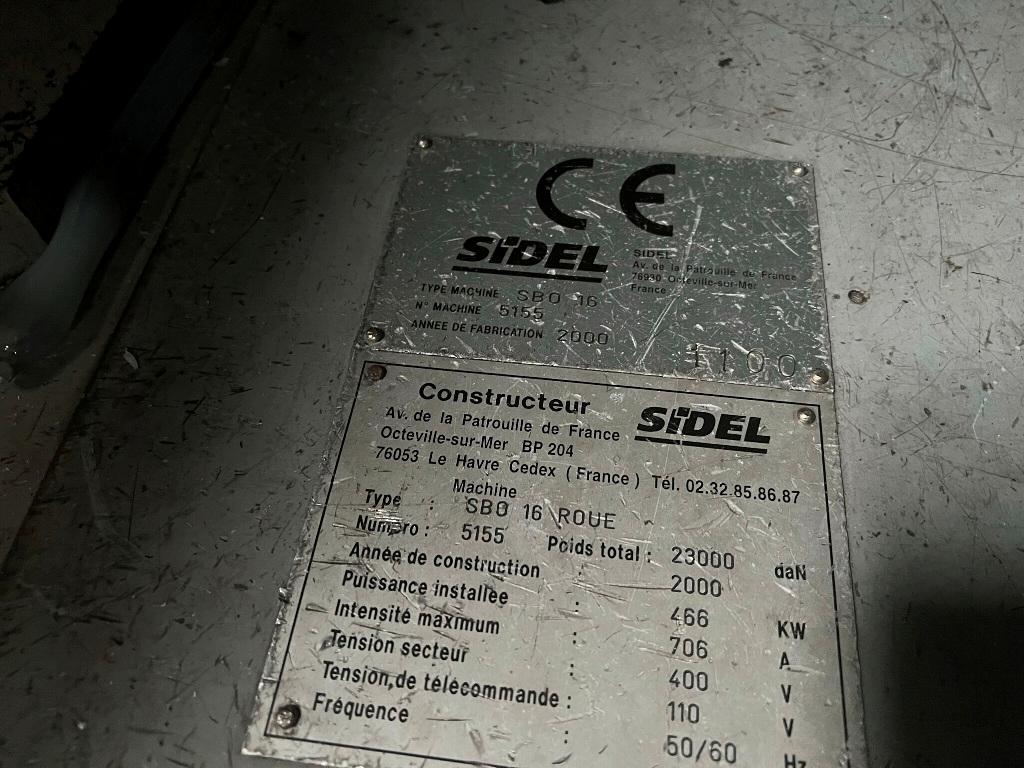 CE
SIDEL
SIDEL
Av. de la Patrouille de France
76930 Octeville-sur-Mer
France
TYPE MACHINE SBO 16
N° MACHINE 5155
ANNEE DE FABRICATION 2000
1100
Constructeur SIDEL
Av. de la Patrouille de France
Octeville-sur-Mer BP 204
76053 Le Havre Cedex (France) Tél. 02.32.85.86.87
Machine
Type : SBO 16 ROUE
Numéro : 5155 Poids total : 23000 daN
Année de construction : 2000
Puissance installée : 466 KW
Intensité maximum : 706 A
Tension secteur : 400 V
Tension de télécommande : 110 V
Fréquence : 50/60 Hz